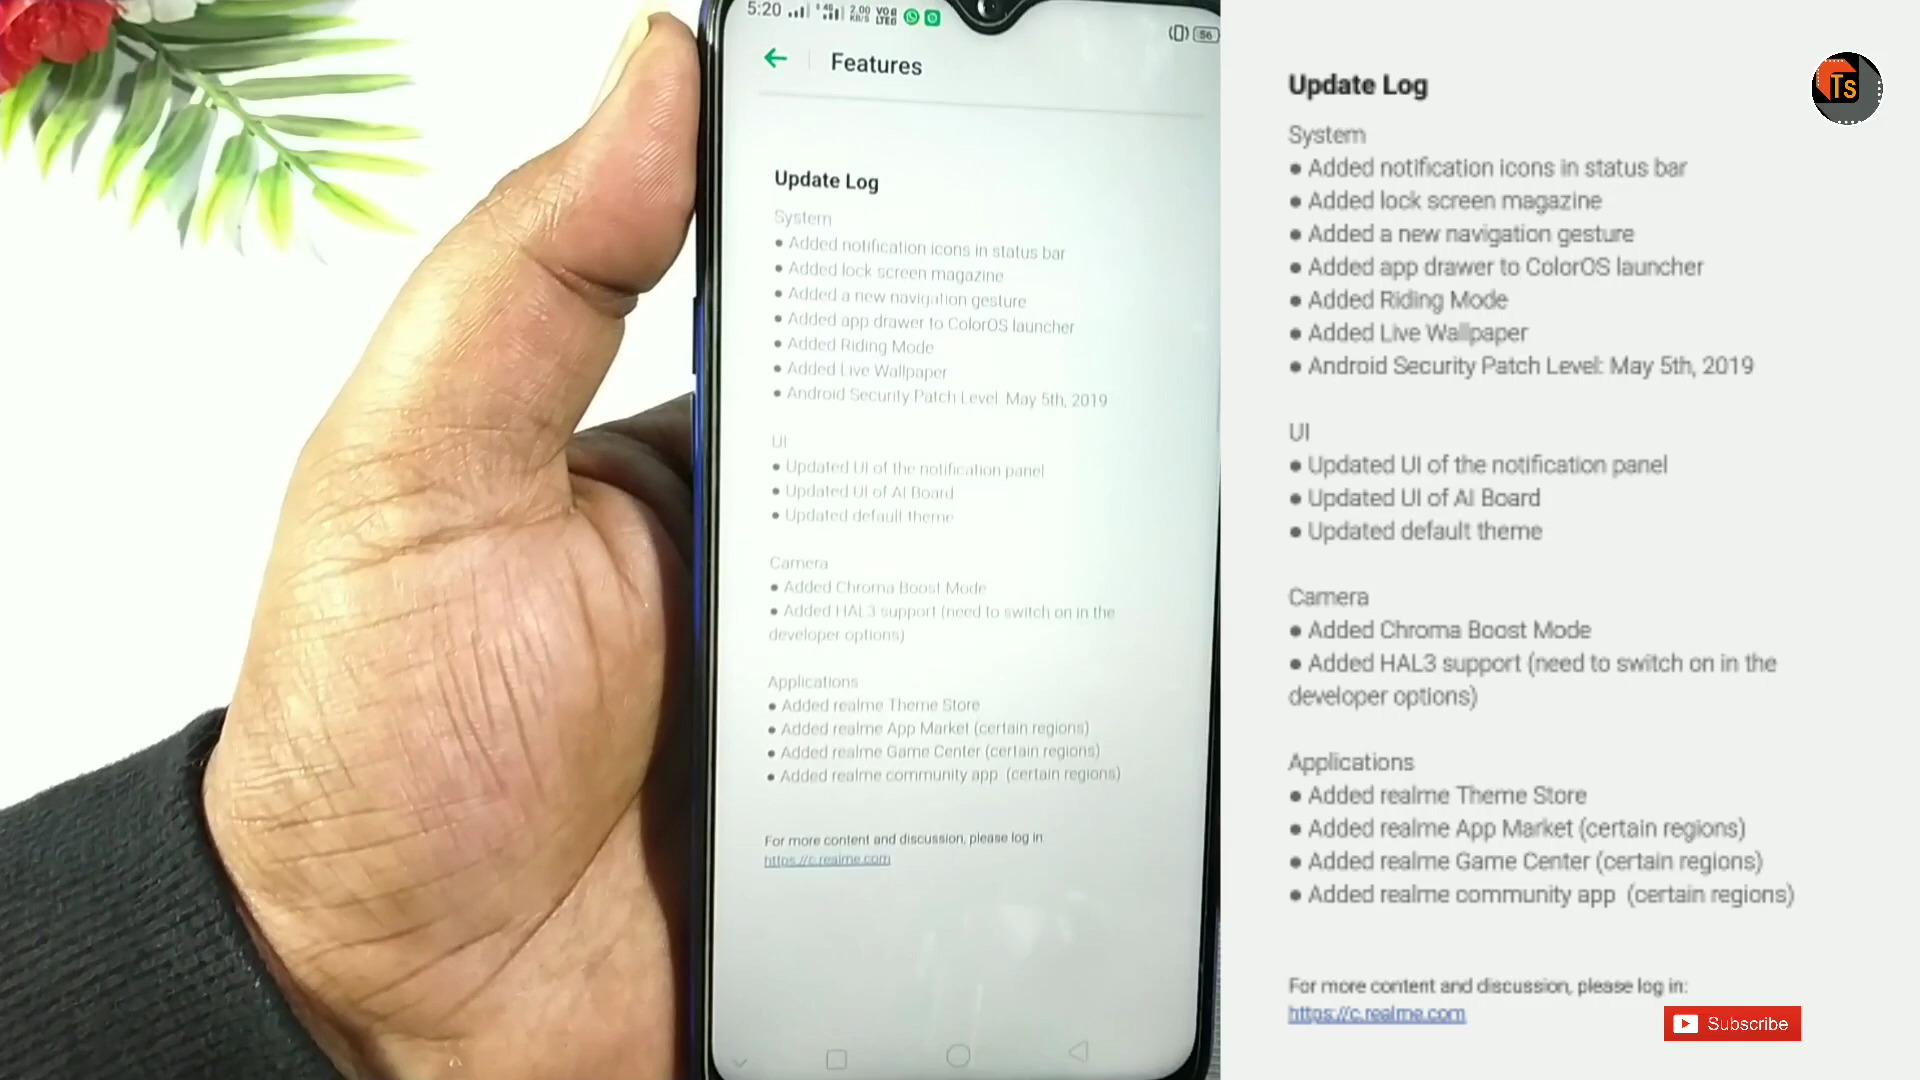 5:20
2.00 KB/S
VO LTE
56
Features
Update Log
System
● Added notification icons in status bar
● Added lock screen magazine
● Added a new navigation gesture
● Added app drawer to ColorOS launcher
● Added Riding Mode
● Added Live Wallpaper
● Android Security Patch Level: May 5th, 2019
UI
● Updated UI of the notification panel
● Updated UI of AI Board
● Updated default theme
Camera
● Added Chroma Boost Mode
● Added HAL3 support (need to switch on in the
developer options)
Applications
● Added realme Theme Store
● Added realme App Market (certain regions)
● Added realme Game Center (certain regions)
● Added realme community app (certain regions)
For more content and discussion, please log in:
https://c.realme.com
Update Log
System
● Added notification icons in status bar
● Added lock screen magazine
● Added a new navigation gesture
● Added app drawer to ColorOS launcher
● Added Riding Mode
● Added Live Wallpaper
● Android Security Patch Level: May 5th, 2019
UI
● Updated UI of the notification panel
● Updated UI of AI Board
● Updated default theme
Camera
● Added Chroma Boost Mode
● Added HAL3 support (need to switch on in the
developer options)
Applications
● Added realme Theme Store
● Added realme App Market (certain regions)
● Added realme Game Center (certain regions)
● Added realme community app (certain regions)
For more content and discussion, please log in:
https://c.realme.com
Ts
Subscribe